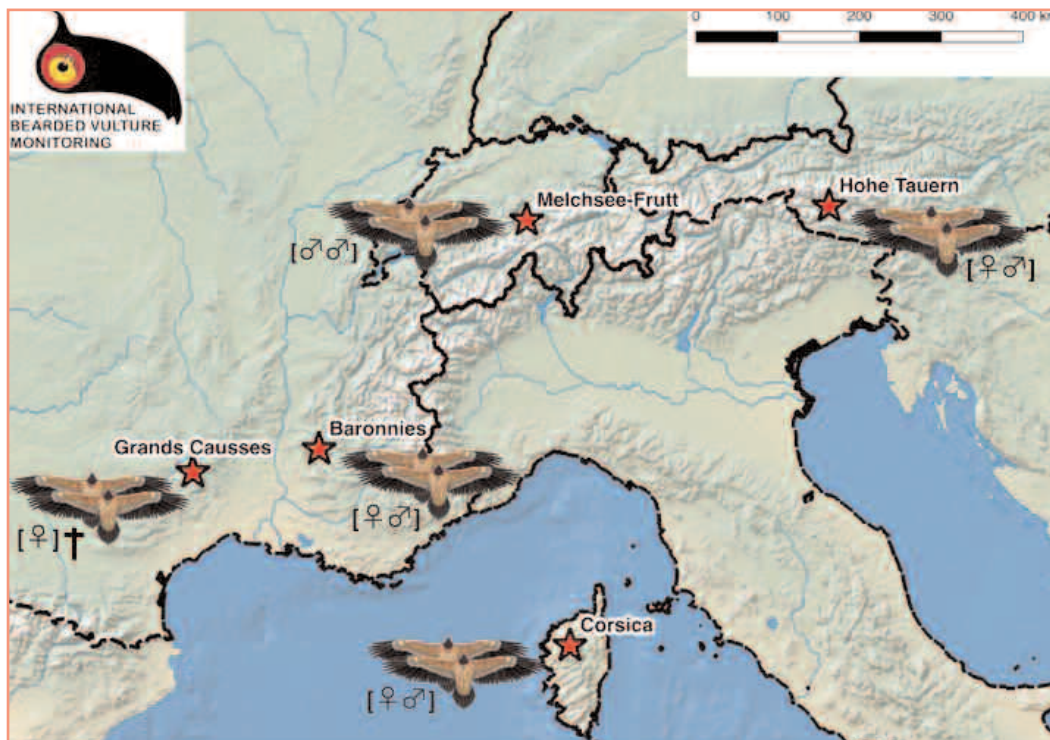 0 100 200 300 400 km
INTERNATIONAL
BEARDED VULTURE
MONITORING
Hohe Tauern
Melchsee-Frutt
[♂♂]
[♀♂]
Baronnies
Grands Causses
[♀♂]
[♀]✝
Corsica
[♀♂]